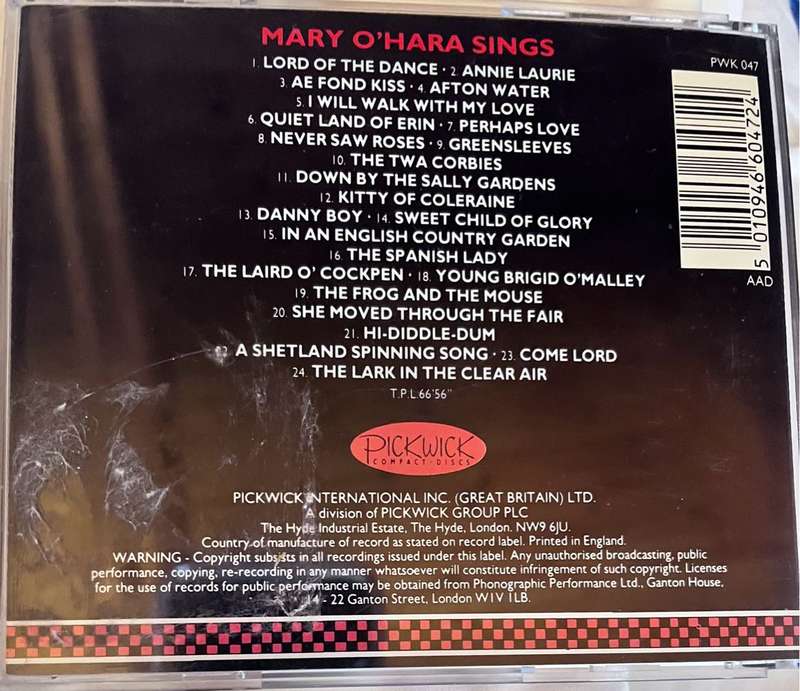 MARY O'HARA SINGS
PWK 047
1. LORD OF THE DANCE · 2. ANNIE LAURIE
3. AE FOND KISS · 4. AFTON WATER
5. I WILL WALK WITH MY LOVE
6. QUIET LAND OF ERIN · 7. PERHAPS LOVE
8. NEVER SAW ROSES · 9. GREENSLEEVES
10. THE TWA CORBIES
11. DOWN BY THE SALLY GARDENS
12. KITTY OF COLERAINE
13. DANNY BOY · 14. SWEET CHILD OF GLORY
15. IN AN ENGLISH COUNTRY GARDEN
16. THE SPANISH LADY
17. THE LAIRD O' COCKPEN · 18. YOUNG BRIGID O'MALLEY
19. THE FROG AND THE MOUSE
20. SHE MOVED THROUGH THE FAIR
21. HI-DIDDLE-DUM
22. A SHETLAND SPINNING SONG · 23. COME LORD
24. THE LARK IN THE CLEAR AIR
T.P.L.66'56"
5 010946 604724
AAD
PICKWICK
COMPACT·DISCS
PICKWICK INTERNATIONAL INC. (GREAT BRITAIN) LTD.
A division of PICKWICK GROUP PLC
The Hyde Industrial Estate, The Hyde, London. NW9 6JU.
Country of manufacture of record as stated on record label. Printed in England.
WARNING - Copyright subsists in all recordings issued under this label. Any unauthorised broadcasting, public
performance, copying, re-recording in any manner whatsoever will constitute infringement of such copyright. Licenses
for the use of records for public performance may be obtained from Phonographic Performance Ltd., Ganton House,
14 - 22 Ganton Street, London W1V 1LB.